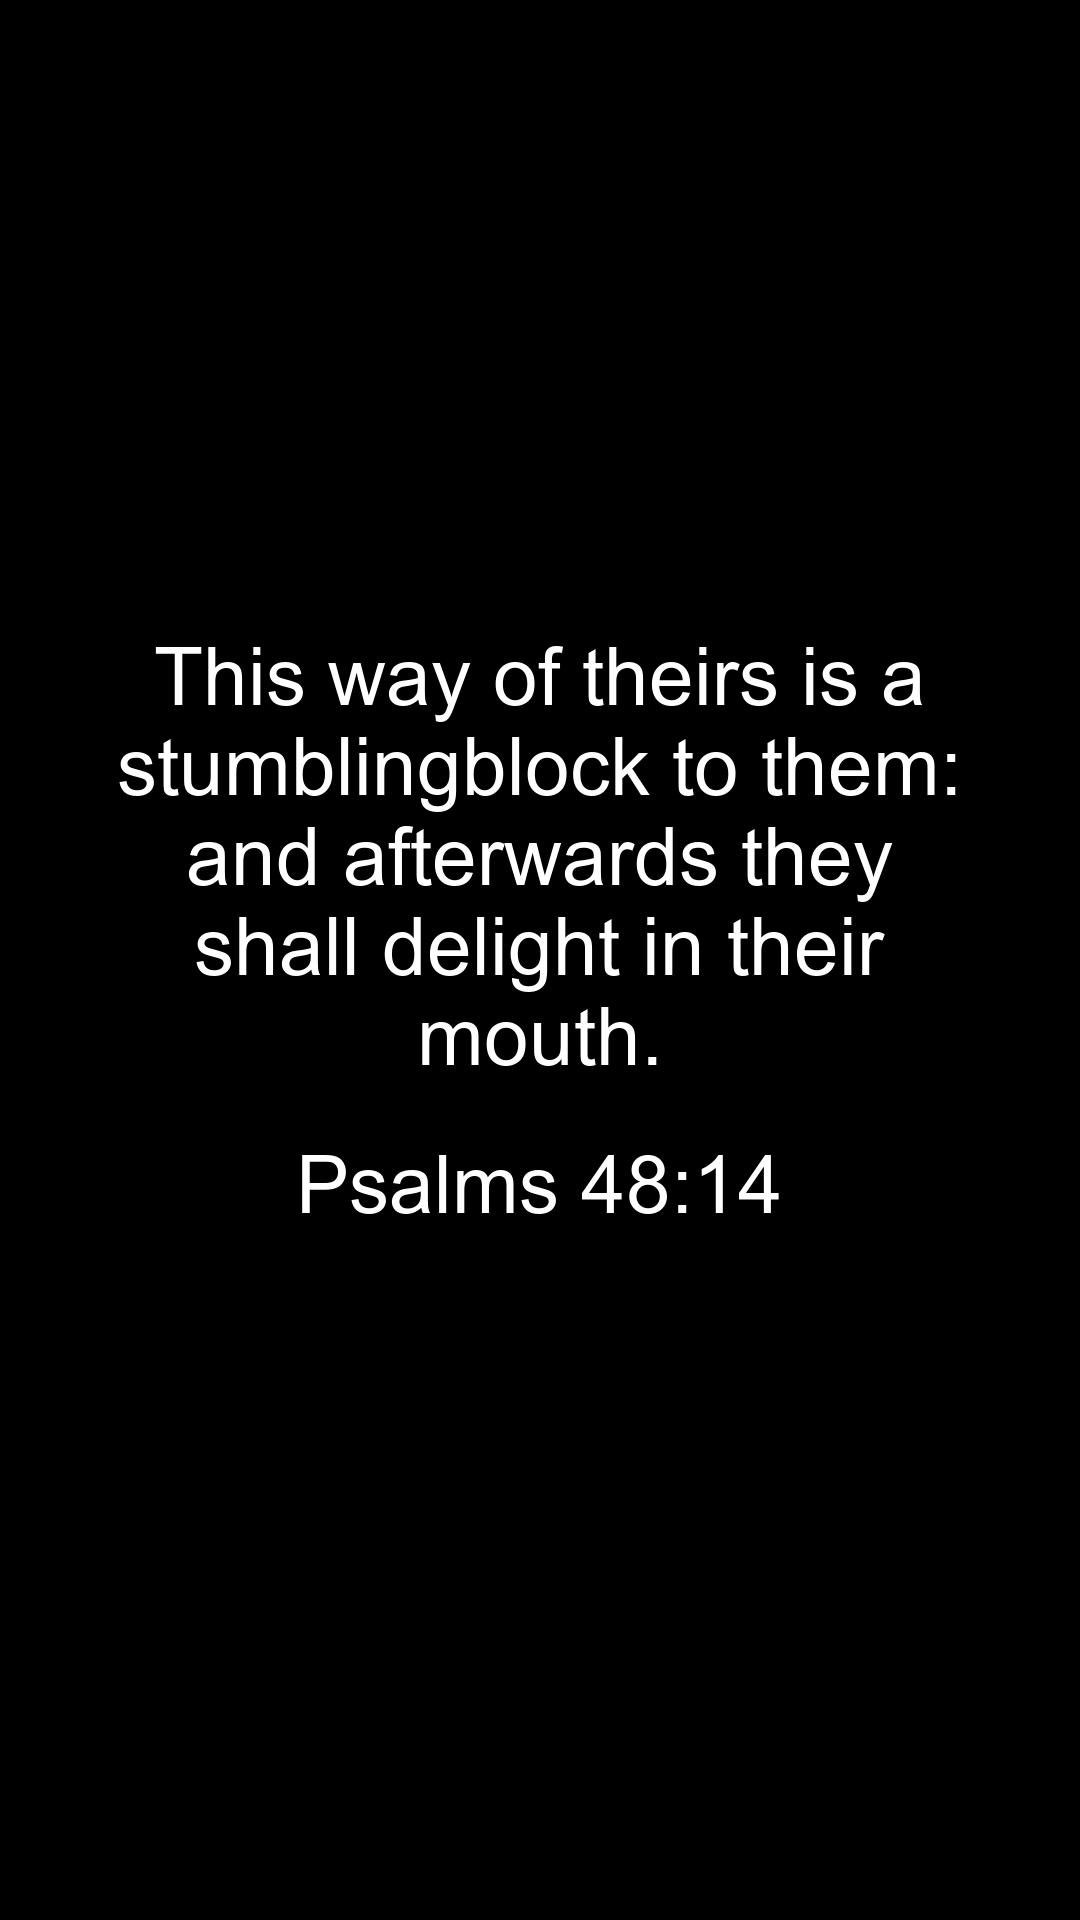 This way of theirs is a
stumblingblock to them:
and afterwards they
shall delight in their
mouth.
Psalms 48:14